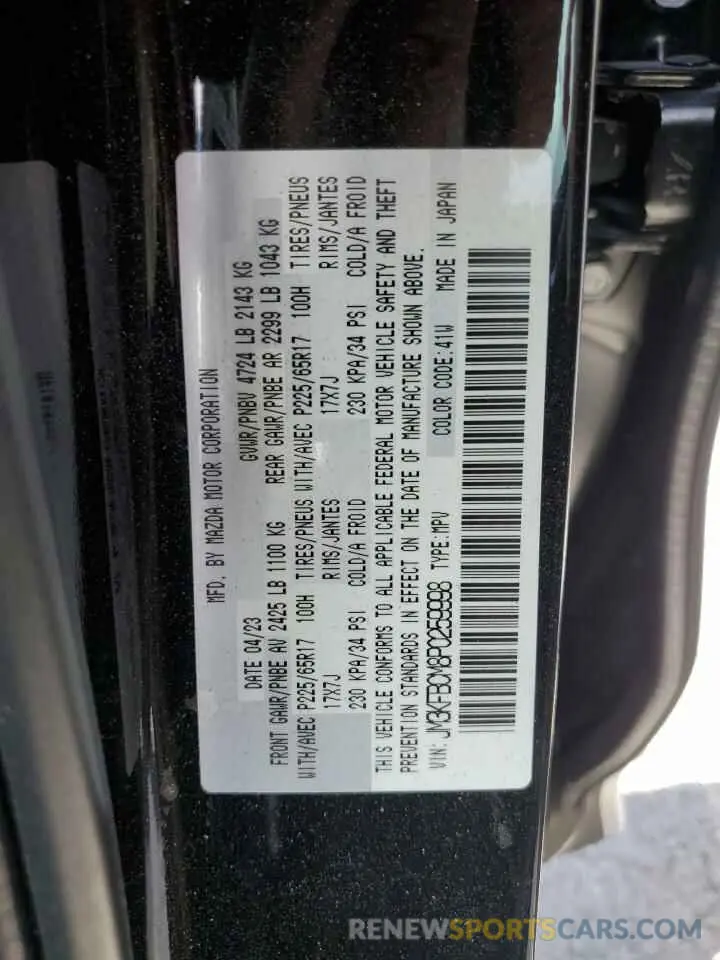 MFD. BY MAZDA MOTOR CORPORATION
DATE 04/23 GVWR/PNBV 4724 LB 2143 KG
FRONT GAWR/PNBE AV 2425 LB 1100 KG REAR GAWR/PNBE AR 2299 LB 1043 KG
WITH/AVEC P225/65R17 100H TIRES/PNEUS WITH/AVEC P225/65R17 100H TIRES/PNEUS
17X7J RIMS/JANTES 17X7J RIMS/JANTES
230 KPA/34 PSI COLD/A FROID 230 KPA/34 PSI COLD/A FROID
THIS VEHICLE CONFORMS TO ALL APPLICABLE FEDERAL MOTOR VEHICLE SAFETY AND THEFT
PREVENTION STANDARDS IN EFFECT ON THE DATE OF MANUFACTURE SHOWN ABOVE.
VIN: JM3KFBCM8P0259998 TYPE:MPV COLOR CODE:41W MADE IN JAPAN
RENEWSPORTSCARS.COM